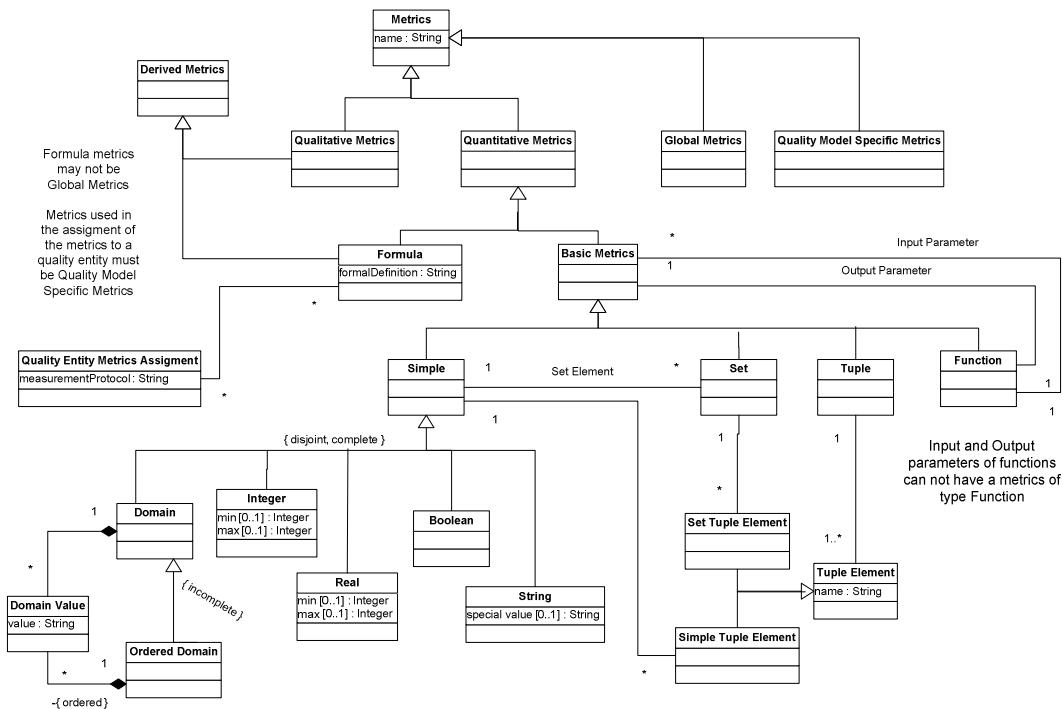 Metrics
name : String
Derived Metrics
Qualitative Metrics
Quantitative Metrics
Global Metrics
Quality Model Specific Metrics
Formula metrics
may not be
Global Metrics
Metrics used in
the assigment of
the metrics to a
quality entity must
be Quality Model
Specific Metrics
Formula
formalDefinition : String
*
Basic Metrics
*
1
Input Parameter
Output Parameter
Quality Entity Metrics Assigment
measurementProtocol : String
*
Simple
1
Set Element
*
Set
Tuple
Function
1
1
1
1
1
Input and Output
parameters of functions
can not have a metrics of
type Function
{ disjoint, complete }
Domain
1
Integer
min [0..1] : Integer
max [0..1] : Integer
Boolean
*
Set Tuple Element
1..*
Tuple Element
name : String
*
{ incomplete }
Real
min [0..1] : Integer
max [0..1] : Integer
String
special value [0..1] : String
Domain Value
value : String
Simple Tuple Element
*
Ordered Domain
1
*
-{ ordered }